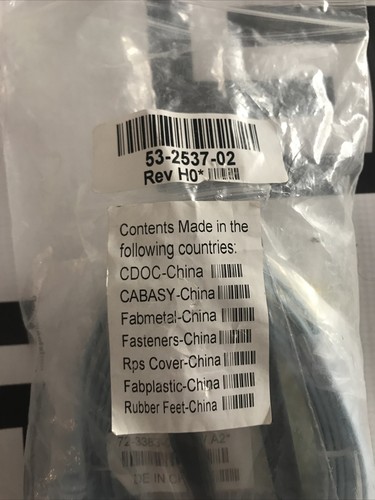 53-2537-02
Rev H0*
Contents Made in the
following countries:
CDOC-China
CABASY-China
Fabmetal-China
Fasteners-China
Rps Cover-China
Fabplastic-China
Rubber Feet-China